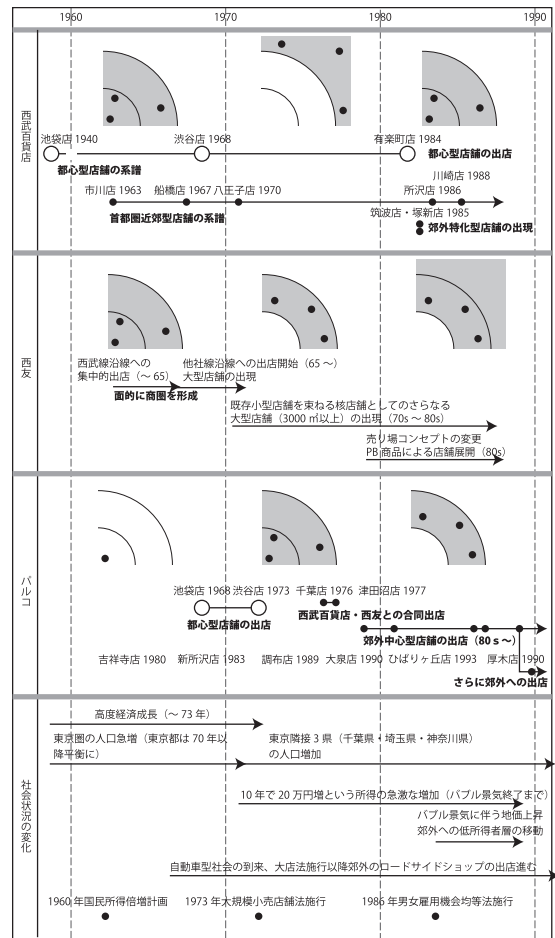 1960
1970
1980
1990
西武百貨店
池袋店 1940
渋谷店 1968
有楽町店 1984
都心型店舗の出店
都心型店舗の系譜
川崎店 1988
市川店 1963
船橋店 1967
八王子店 1970
所沢店 1986
首都圏近郊型店舗の系譜
筑波店・塚新店 1985
郊外特化型店舗の出現
西友
西武線沿線への
集中的出店（～ 65）
他社線沿線への出店開始（65 ～）
大型店舗の出現
面的に商圏を形成
既存小型店舗を束ねる核店舗としてのさらなる
大型店舗（3000 ㎡以上）の出現（70s ～ 80s）
売り場コンセプトの変更
PB 商品による店舗展開（80s）
パルコ
池袋店 1968
渋谷店 1973
千葉店 1976
津田沼店 1977
都心型店舗の出店
西武百貨店・西友との合同出店
郊外中心型店舗の出店（80 s ～）
吉祥寺店 1980
新所沢店 1983
調布店 1989
大泉店 1990
ひばりヶ丘店 1993
厚木店 1990
さらに郊外への出店
社会状況の変化
高度経済成長（～ 73 年）
東京圏の人口急増（東京都は 70 年以
降平衡に）
東京隣接 3 県（千葉県・埼玉県・神奈川県）
の人口増加
10 年で 20 万円増という所得の急激な増加（バブル景気終了まで）
バブル景気に伴う地価上昇
郊外への低所得者層の移動
自動車型社会の到来、大店法施行以降郊外のロードサイドショップの出店進む
1960 年国民所得倍増計画
1973 年大規模小売店舗法施行
1986 年男女雇用機会均等法施行